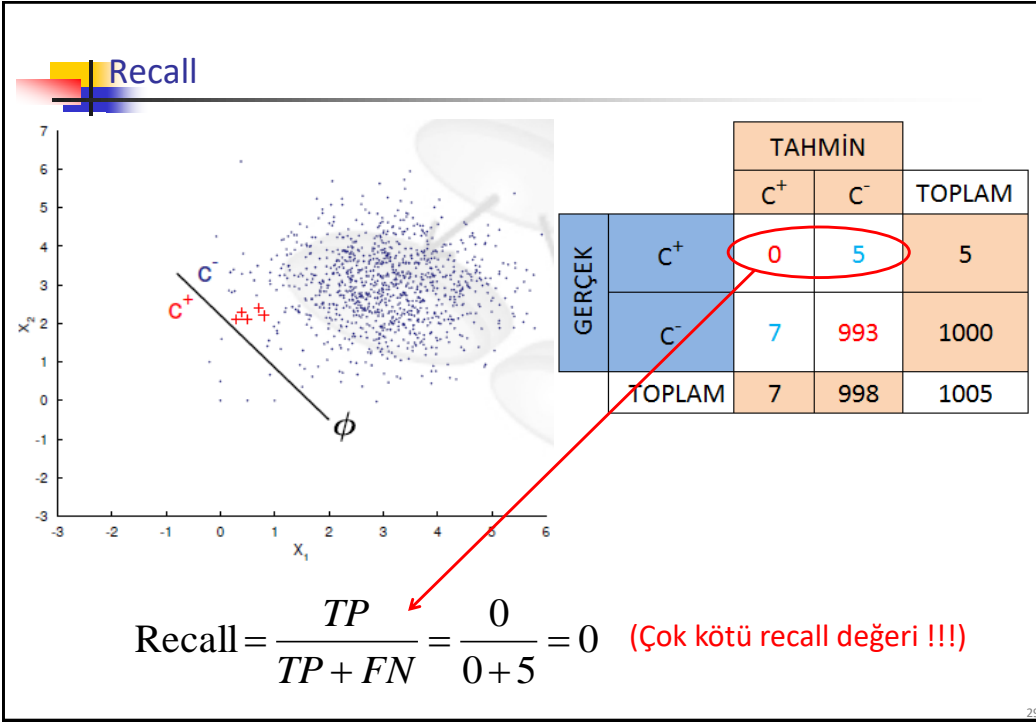 Recall
7
6
5
4
3
2
1
0
-1
-2
-3
X₂
-3 -2 -1 0 1 2 3 4 5 6
X₁
C⁻
C⁺
ϕ
TAHMİN
C⁺ C⁻ TOPLAM
GERÇEK
C⁺ 0 5 5
C⁻ 7 993 1000
TOPLAM 7 998 1005
Recall = TP / (TP + FN) = 0 / (0 + 5) = 0 (Çok kötü recall değeri !!!)